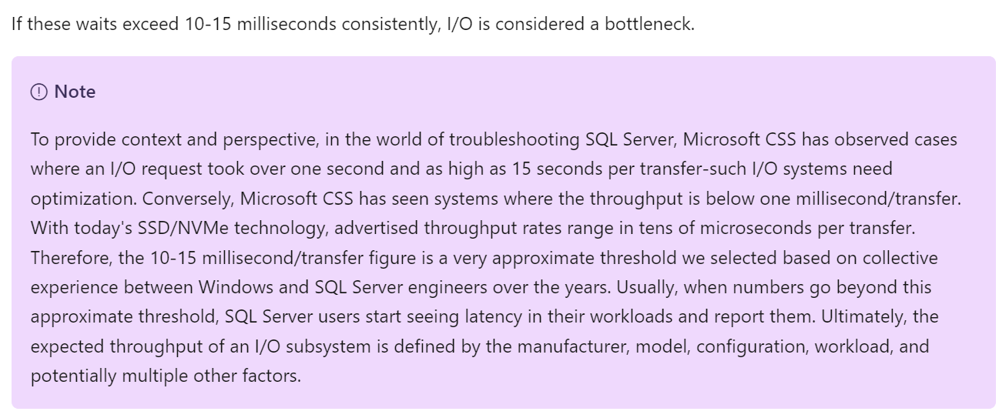 If these waits exceed 10-15 milliseconds consistently, I/O is considered a bottleneck.
Note
To provide context and perspective, in the world of troubleshooting SQL Server, Microsoft CSS has observed cases
where an I/O request took over one second and as high as 15 seconds per transfer-such I/O systems need
optimization. Conversely, Microsoft CSS has seen systems where the throughput is below one millisecond/transfer.
With today's SSD/NVMe technology, advertised throughput rates range in tens of microseconds per transfer.
Therefore, the 10-15 millisecond/transfer figure is a very approximate threshold we selected based on collective
experience between Windows and SQL Server engineers over the years. Usually, when numbers go beyond this
approximate threshold, SQL Server users start seeing latency in their workloads and report them. Ultimately, the
expected throughput of an I/O subsystem is defined by the manufacturer, model, configuration, workload, and
potentially multiple other factors.